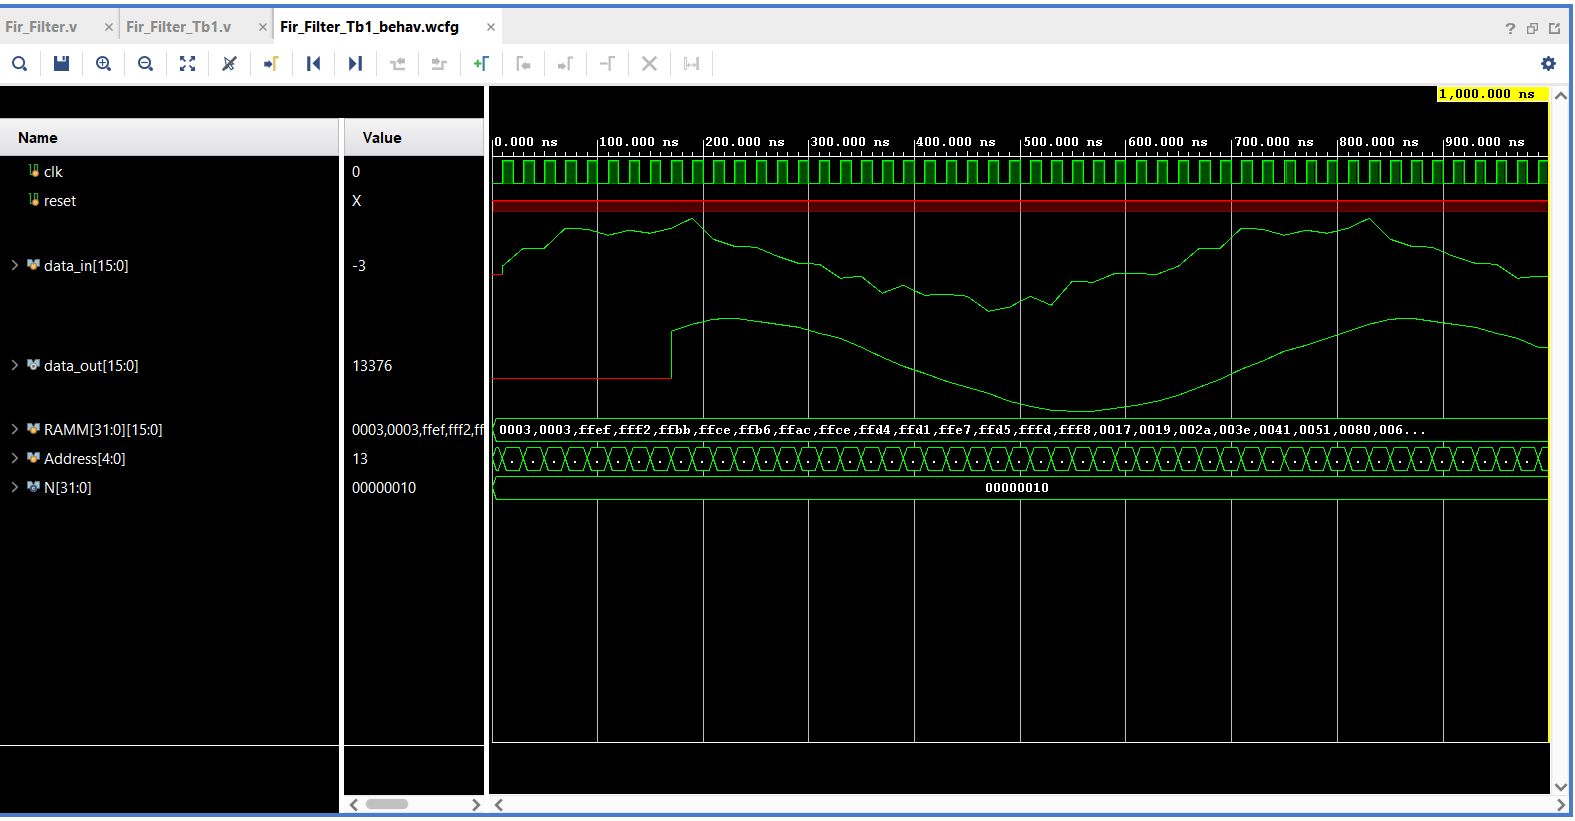 Fir_Filter.v × Fir_Filter_Tb1.v × Fir_Filter_Tb1_behav.wcfg ×
?
1,000.000 ns
Name Value
0.000 ns 100.000 ns 200.000 ns 300.000 ns 400.000 ns 500.000 ns 600.000 ns 700.000 ns 800.000 ns 900.000 ns
clk 0
reset X
data_in[15:0] -3
data_out[15:0] 13376
RAMM[31:0][15:0] 0003,0003,ffef,fff2,ff 0003,0003,ffef,fff2,ffbb,ffce,ffb6,ffac,ffce,ffd4,ffd1,ffe7,ffd5,fffd,fff8,0017,0019,002a,003e,0041,0051,0080,006...
Address[4:0] 13
N[31:0] 00000010 00000010